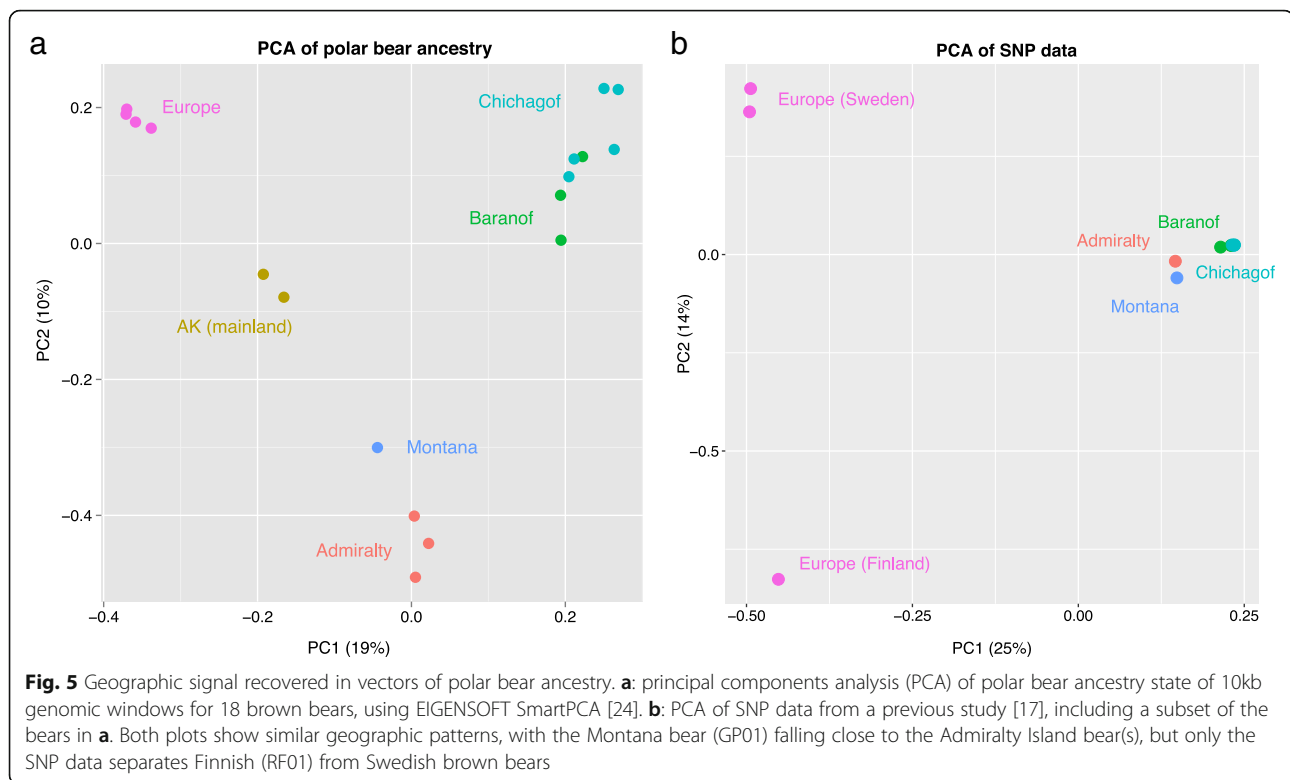 a
PCA of polar bear ancestry
0.2
0.0
−0.2
−0.4
PC2 (10%)
Europe
Chichagof
Baranof
AK (mainland)
Montana
Admiralty
−0.4
−0.2
0.0
0.2
PC1 (19%)
b
PCA of SNP data
0.0
−0.5
PC2 (14%)
Europe (Sweden)
Baranof
Admiralty
Chichagof
Montana
Europe (Finland)
−0.50
−0.25
0.00
0.25
PC1 (25%)
Fig. 5 Geographic signal recovered in vectors of polar bear ancestry. a: principal components analysis (PCA) of polar bear ancestry state of 10kb
genomic windows for 18 brown bears, using EIGENSOFT SmartPCA [24]. b: PCA of SNP data from a previous study [17], including a subset of the
bears in a. Both plots show similar geographic patterns, with the Montana bear (GP01) falling close to the Admiralty Island bear(s), but only the
SNP data separates Finnish (RF01) from Swedish brown bears